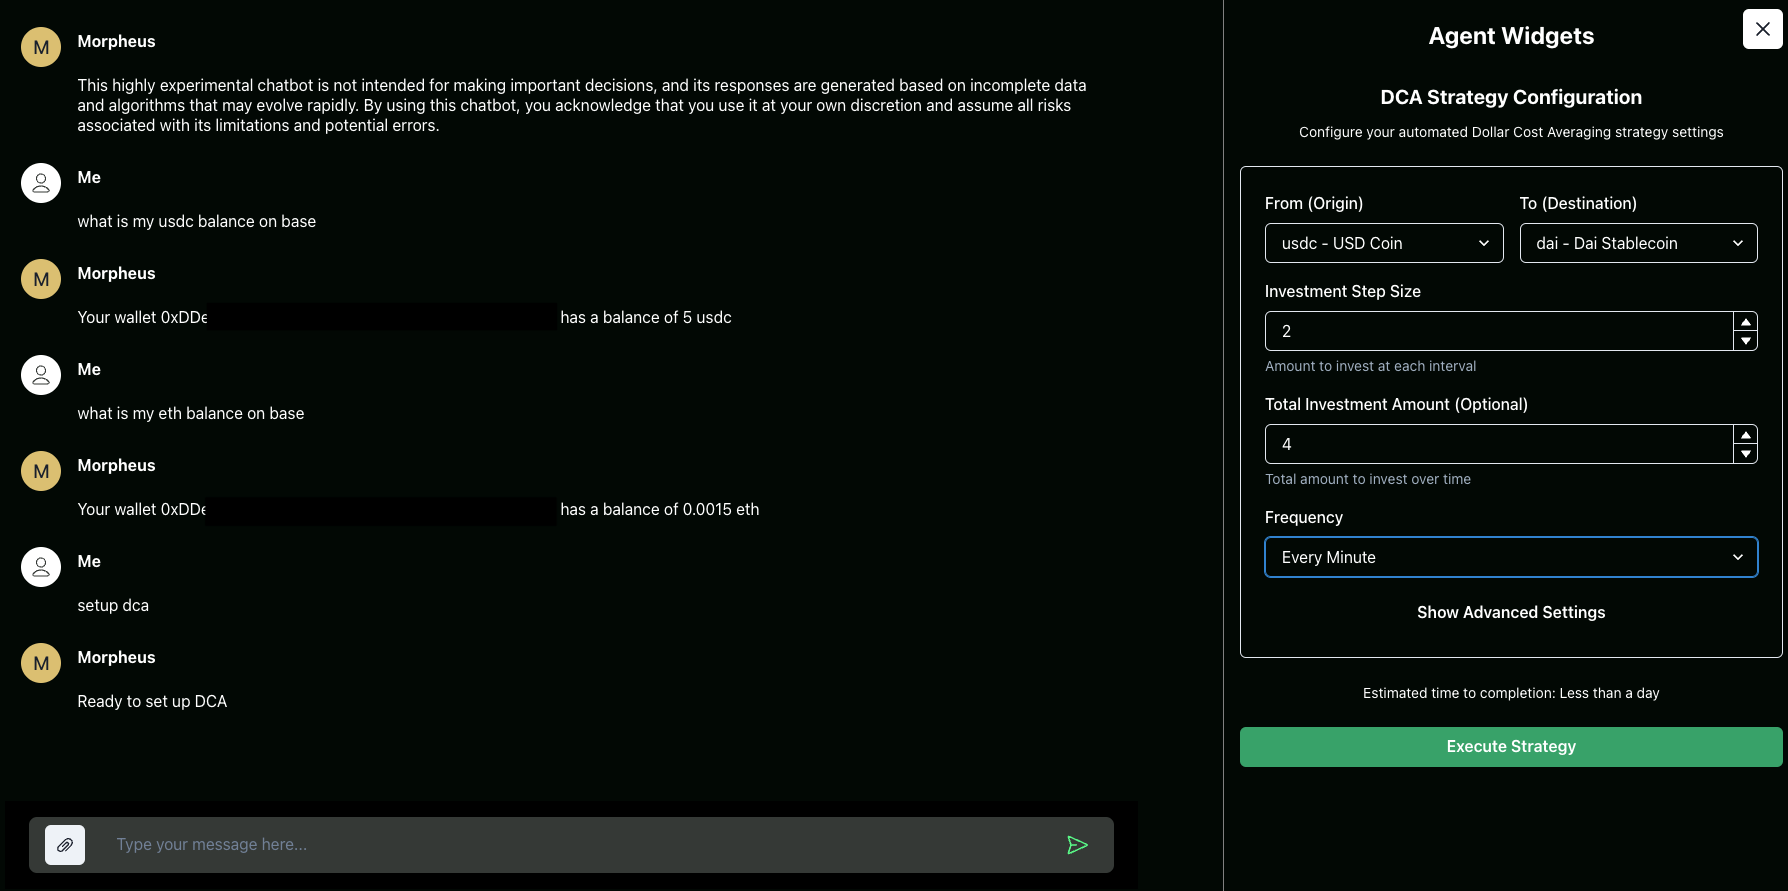 M
Morpheus
This highly experimental chatbot is not intended for making important decisions, and its responses are generated based on incomplete data
and algorithms that may evolve rapidly. By using this chatbot, you acknowledge that you use it at your own discretion and assume all risks
associated with its limitations and potential errors.
Me
what is my usdc balance on base
M
Morpheus
Your wallet 0xDDe has a balance of 5 usdc
Me
what is my eth balance on base
M
Morpheus
Your wallet 0xDDe has a balance of 0.0015 eth
Me
setup dca
M
Morpheus
Ready to set up DCA
Type your message here...
Agent Widgets
DCA Strategy Configuration
Configure your automated Dollar Cost Averaging strategy settings
From (Origin)
To (Destination)
usdc - USD Coin
dai - Dai Stablecoin
Investment Step Size
2
Amount to invest at each interval
Total Investment Amount (Optional)
4
Total amount to invest over time
Frequency
Every Minute
Show Advanced Settings
Estimated time to completion: Less than a day
Execute Strategy